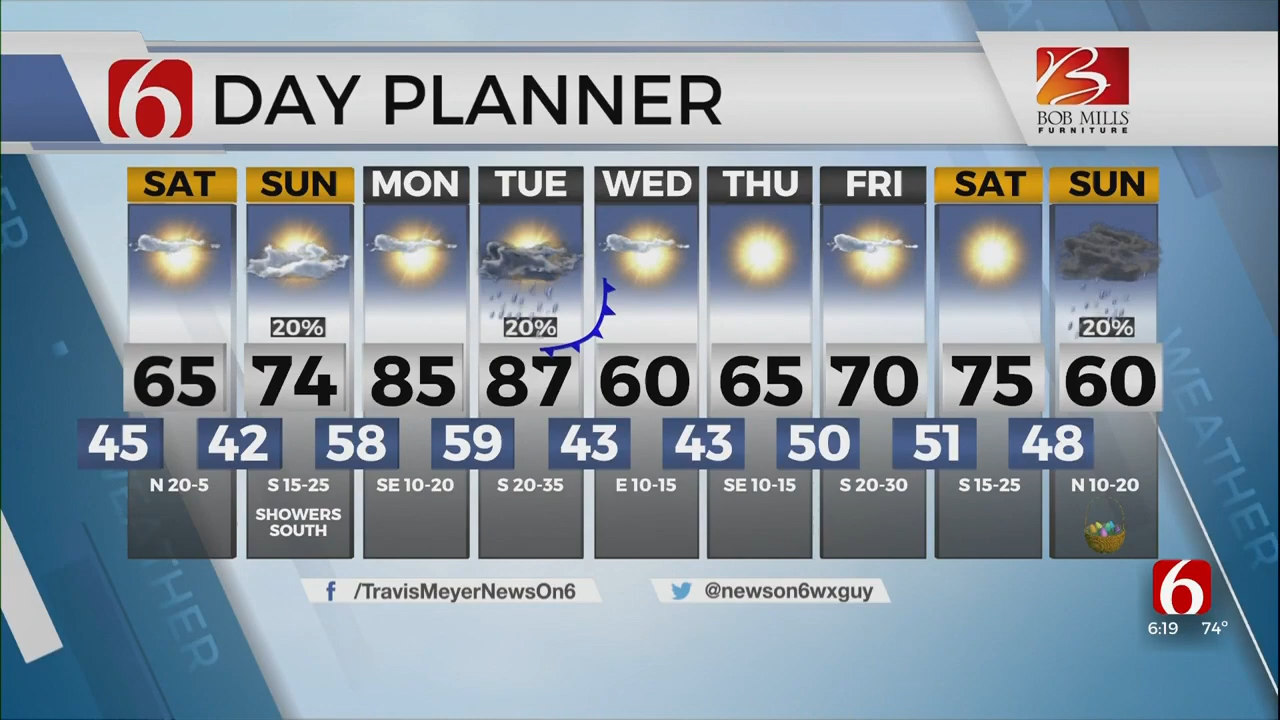 6 DAY PLANNER
BOB MILLS
FURNITURE
SAT SUN MON TUE WED THU FRI SAT SUN
20% 20% 20%
65 74 85 87 60 65 70 75 60
45 42 58 59 43 43 50 51 48
N 20-5 S 15-25 SE 10-20 S 20-35 E 10-15 SE 10-15 S 20-30 S 15-25 N 10-20
SHOWERS
SOUTH
f /TravisMeyerNewsOn6 @newson6wxguy
6
6:19 74°
WEATHER
WEATHER